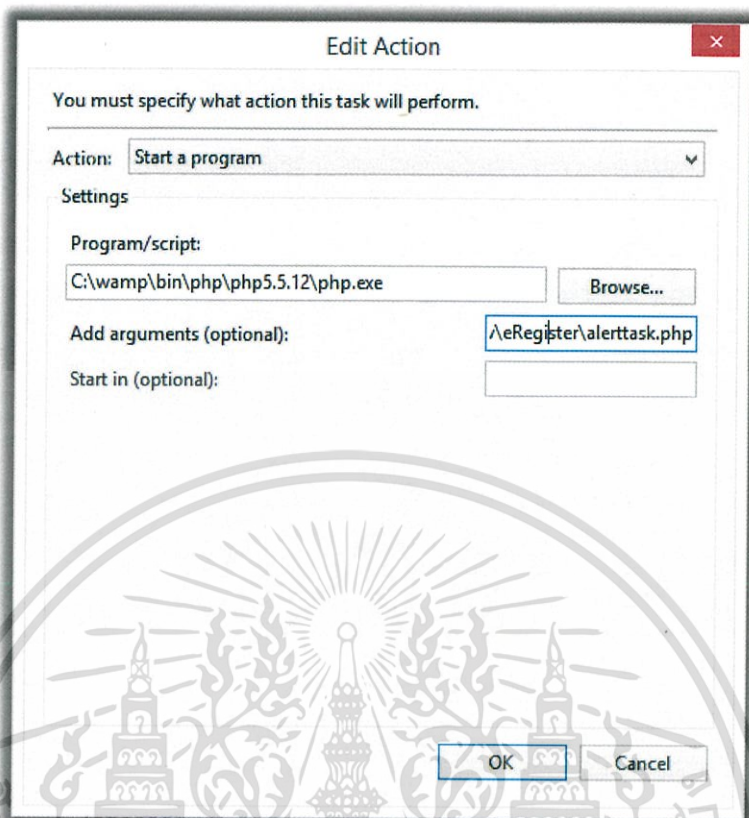 Edit Action
You must specify what action this task will perform.
Action: Start a program
Settings
Program/script:
C:\wamp\bin\php\php5.5.12\php.exe
Browse...
Add arguments (optional): \eRegister\alerttask.php
Start in (optional):
OK Cancel